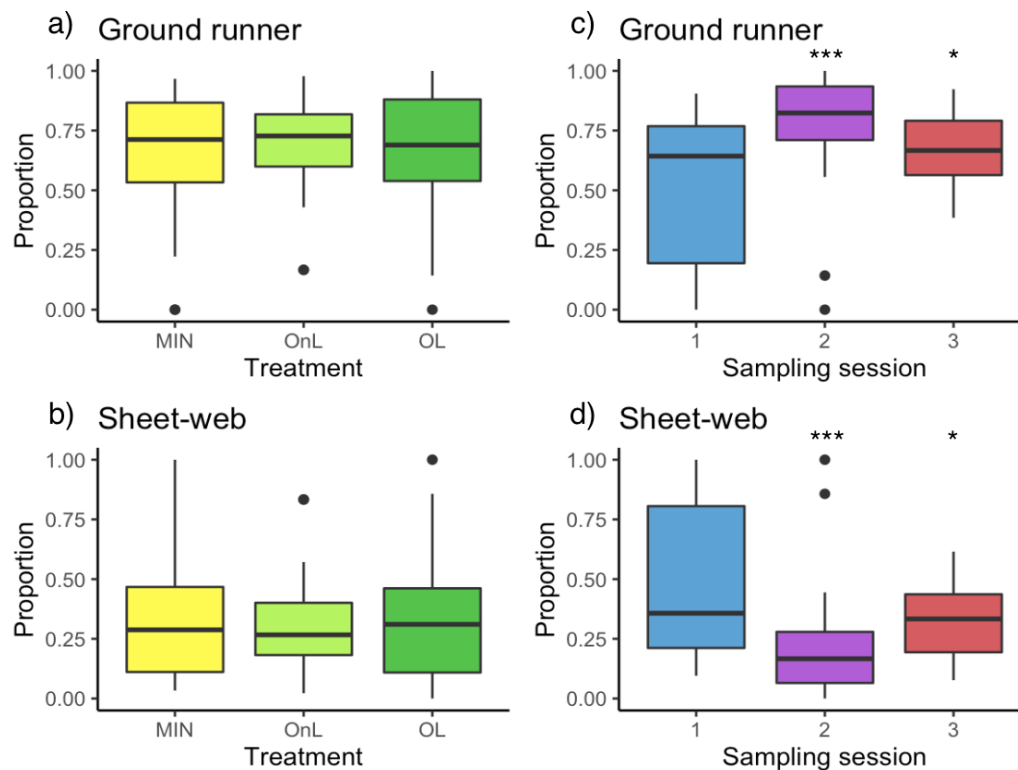 a) Ground runner
1.00
0.75
0.50
0.25
0.00
Proportion
MIN OnL OL
Treatment
c) Ground runner
*** *
1.00
0.75
0.50
0.25
0.00
Proportion
1 2 3
Sampling session
b) Sheet-web
1.00
0.75
0.50
0.25
0.00
Proportion
MIN OnL OL
Treatment
d) Sheet-web
*** *
1.00
0.75
0.50
0.25
0.00
Proportion
1 2 3
Sampling session